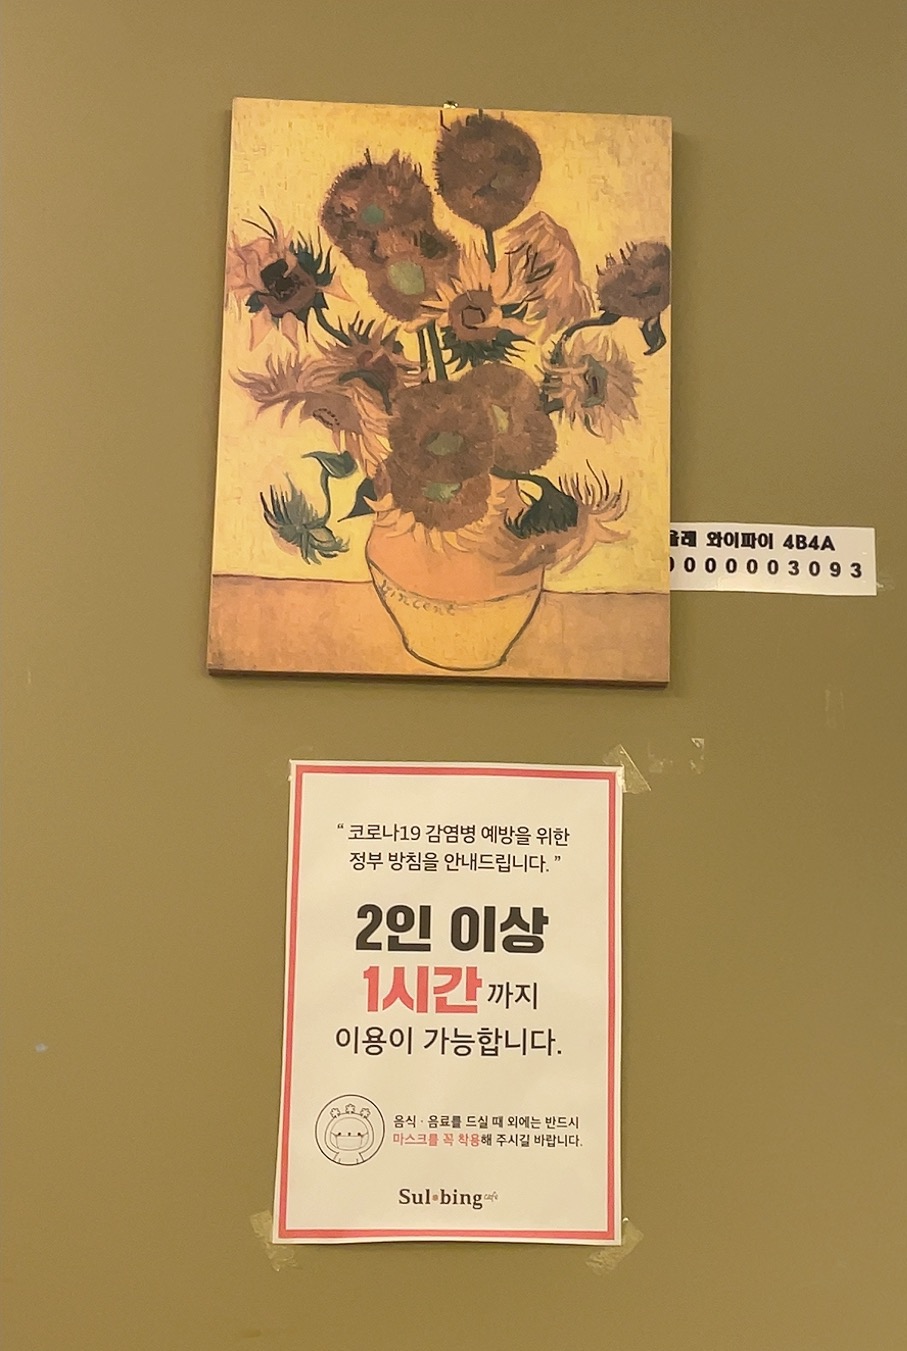 Vincent
와이파이 4B4A
0000003093
“ 코로나19 감염병 예방을 위한
정부 방침을 안내드립니다. ”
2인 이상
1시간 까지
이용이 가능합니다.
음식 · 음료를 드실 때 외에는 반드시
마스크를 꼭 착용해 주시길 바랍니다.
Sul•bing cafe